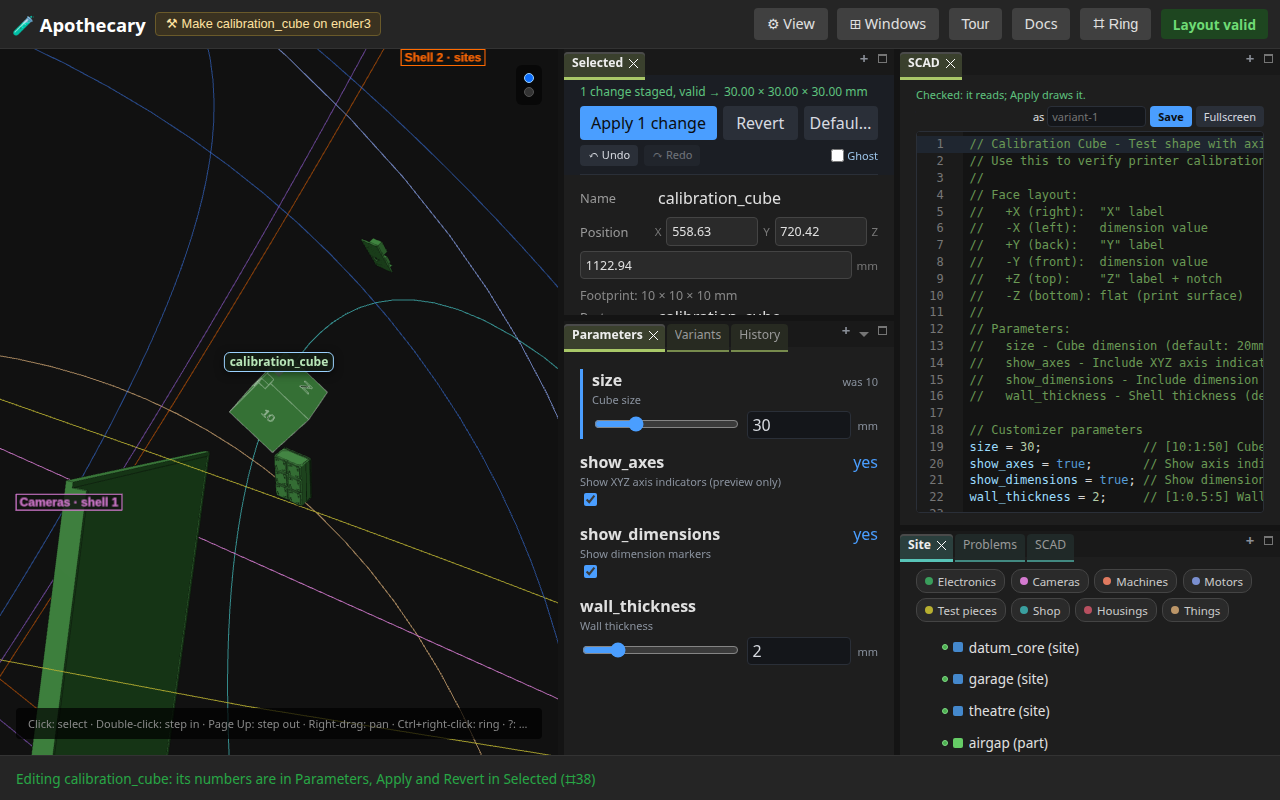 🧪 Apothecary
⚒ Make calibration_cube on ender3
⚙ View
⊞ Windows
Tour
Docs
⌗ Ring
Layout valid
Shell 2 · sites
calibration_cube
10
Cameras · shell 1
Click: select · Double-click: step in · Page Up: step out · Right-drag: pan · Ctrl+right-click: ring · ?: ...
Selected
1 change staged, valid → 30.00 × 30.00 × 30.00 mm
Apply 1 change
Revert
Defaul...
↶ Undo
↷ Redo
Ghost
Name calibration_cube
Position X 558.63 Y 720.42 Z
1122.94 mm
Footprint: 10 × 10 × 10 mm
Parameters
Variants
History
size was 10
Cube size
30 mm
show_axes yes
Show XYZ axis indicators (preview only)
show_dimensions yes
Show dimension markers
wall_thickness
Wall thickness
2 mm
SCAD
Checked: it reads; Apply draws it.
as variant-1 Save Fullscreen
1 // Calibration Cube - Test shape with axi
2 // Use this to verify printer calibration
3 //
4 // Face layout:
5 //   +X (right):  "X" label
6 //   -X (left):   dimension value
7 //   +Y (back):   "Y" label
8 //   -Y (front):  dimension value
9 //   +Z (top):    "Z" label + notch
10 //   -Z (bottom): flat (print surface)
11 //
12 // Parameters:
13 //   size - Cube dimension (default: 20mm
14 //   show_axes - Include XYZ axis indicat
15 //   show_dimensions - Include dimension
16 //   wall_thickness - Shell thickness (de
17
18 // Customizer parameters
19 size = 30;              // [10:1:50] Cube
20 show_axes = true;       // Show axis indi
21 show_dimensions = true; // Show dimension
22 wall_thickness = 2;     // [1:0.5:5] Wall
Site
Problems
SCAD
Electronics
Cameras
Machines
Motors
Test pieces
Shop
Housings
Things
datum_core (site)
garage (site)
theatre (site)
airgap (part)
Editing calibration_cube: its numbers are in Parameters, Apply and Revert in Selected (⌗38)